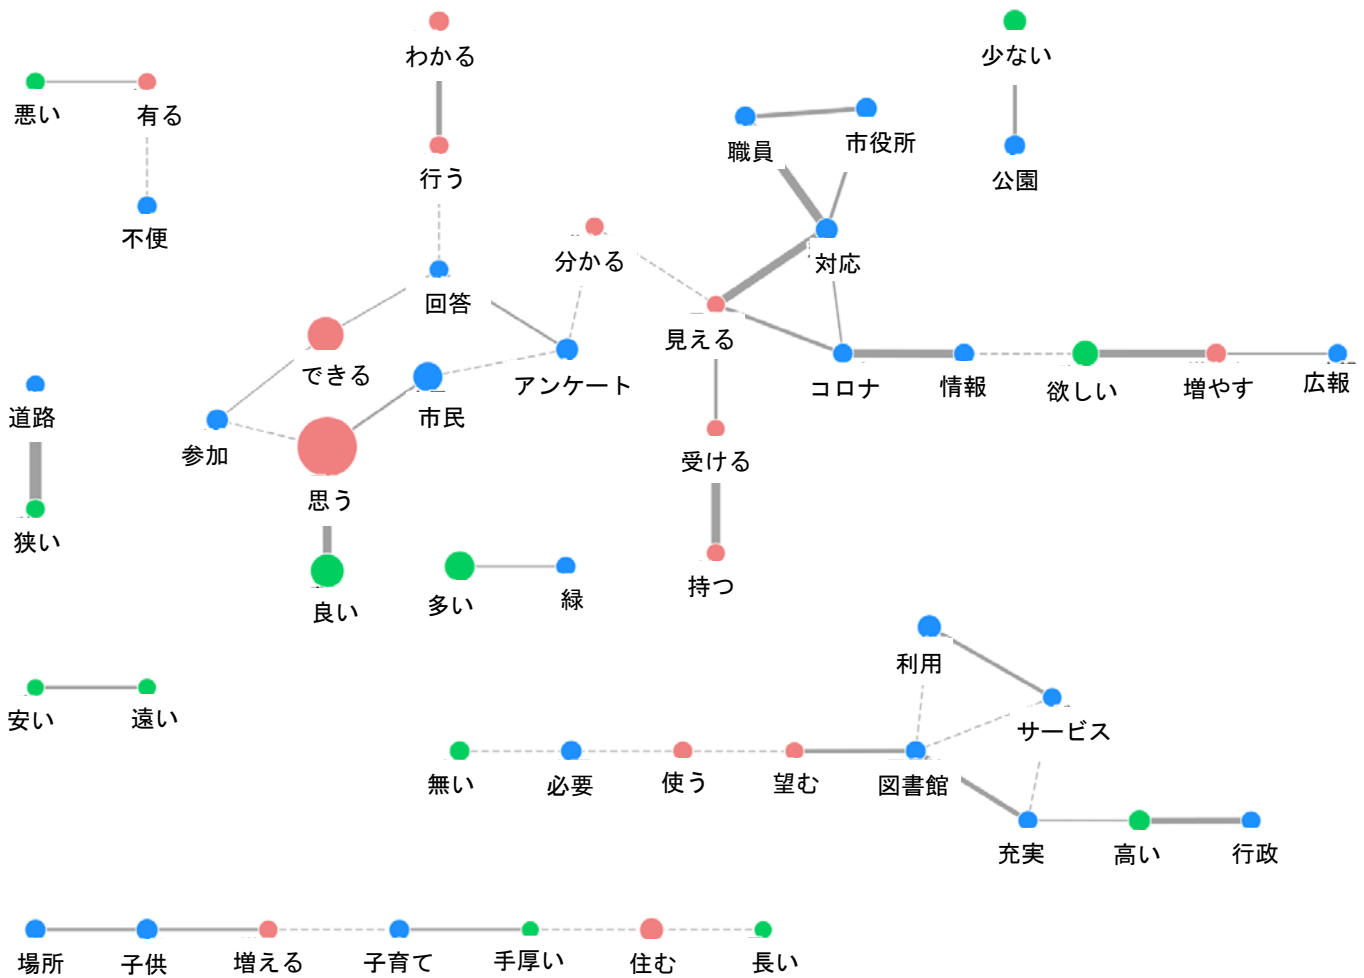 わかる
少ない
悪い
有る
職員
市役所
行う
公園
不便
分かる
対応
回答
見える
できる
アンケート
コロナ
情報
欲しい
増やす
広報
道路
市民
参加
受ける
思う
狭い
持つ
良い
多い
緑
利用
安い
遠い
サービス
無い
必要
使う
望む
図書館
充実
高い
行政
場所
子供
増える
子育て
手厚い
住む
長い